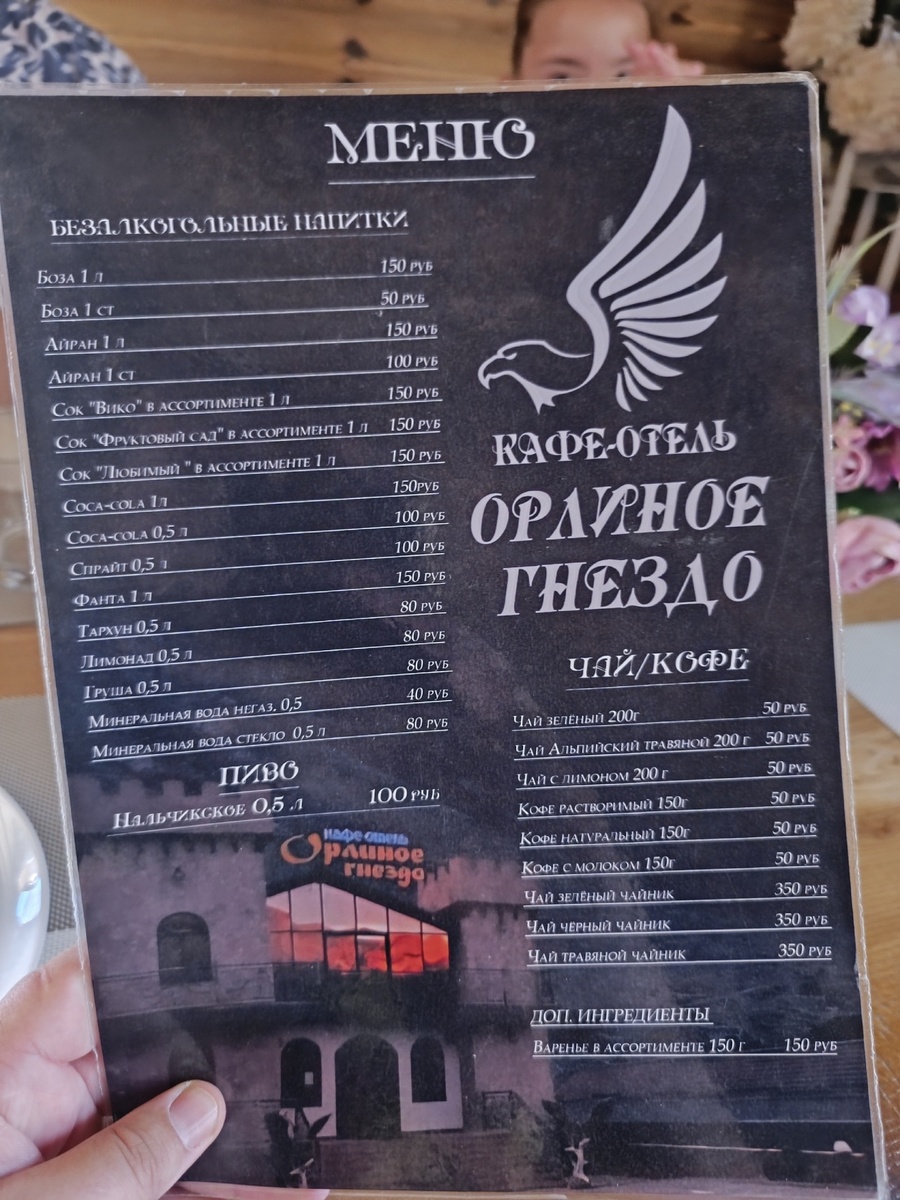 МЕНЮ
БЕЗАЛКОГОЛЬНЫЕ НАПИТКИ
Боза 1 л 150 руб
Боза 1 ст 50 руб
Айран 1 л 150 руб
Айран 1 ст 100 руб
Сок "Вико" в ассортименте 1 л 150 руб
Сок "Фруктовый сад" в ассортименте 1 л 150 руб
Сок "Любимый " в ассортименте 1 л 150 руб
Coca-cola 1л 150руб
Coca-cola 0,5 л 100 руб
Спрайт 0,5 л 100 руб
Фанта 1 л 150 руб
Тархун 0,5 л 80 руб
Лимонад 0,5 л 80 руб
Груша 0,5 л 80 руб
Минеральная вода негаз. 0,5 40 руб
Минеральная вода стекло 0,5 л 80 руб
ПИВО
Нальчикское 0,5 л 100 руб
кафе-отель
Орлиное
гнездо
КАФЕ-ОТЕЛЬ
ОРЛИНОЕ
ГНЕЗДО
ЧАЙ/КОФЕ
Чай зелёный 200г 50 руб
Чай Альпийский травяной 200 г 50 руб
Чай с лимоном 200 г 50 руб
Кофе растворимый 150г 50 руб
Кофе натуральный 150г 50 руб
Кофе с молоком 150г 50 руб
Чай зелёный чайник 350 руб
Чай чёрный чайник 350 руб
Чай травяной чайник 350 руб
ДОП. ИНГРЕДИЕНТЫ
Варенье в ассортименте 150 г 150 руб